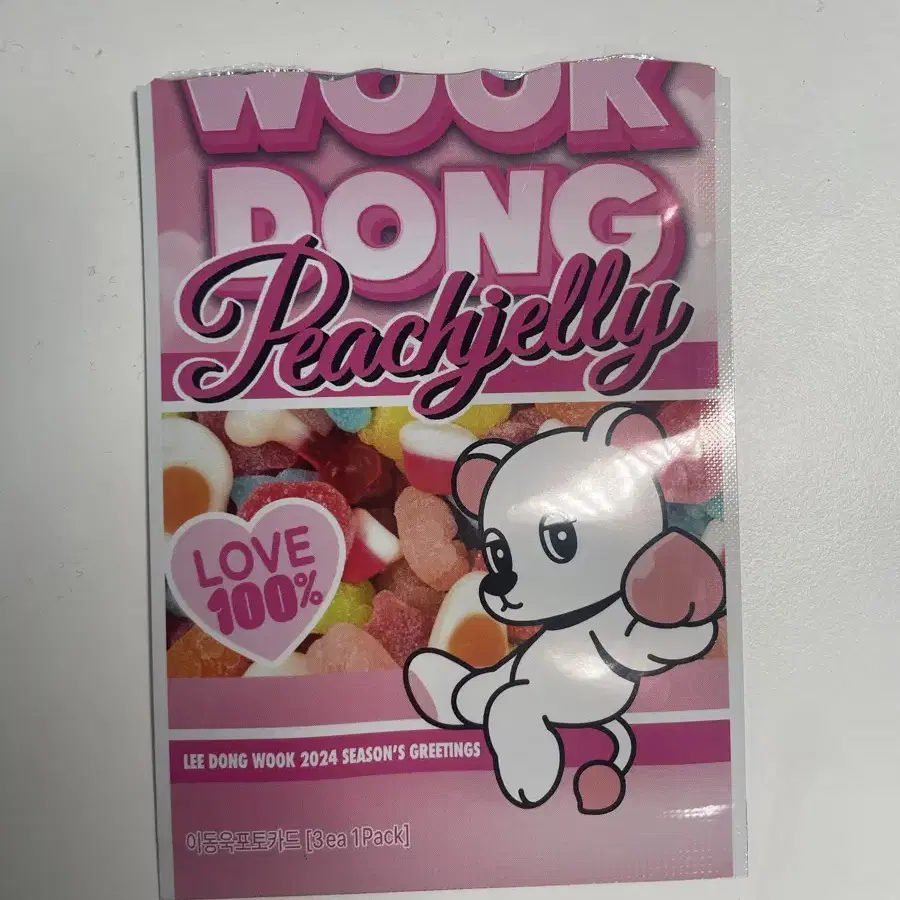 WOOK
DONG
Peachjelly
LOVE
100%
LEE DONG WOOK 2024 SEASON'S GREETINGS
이동욱포토카드 [3ea 1Pack]